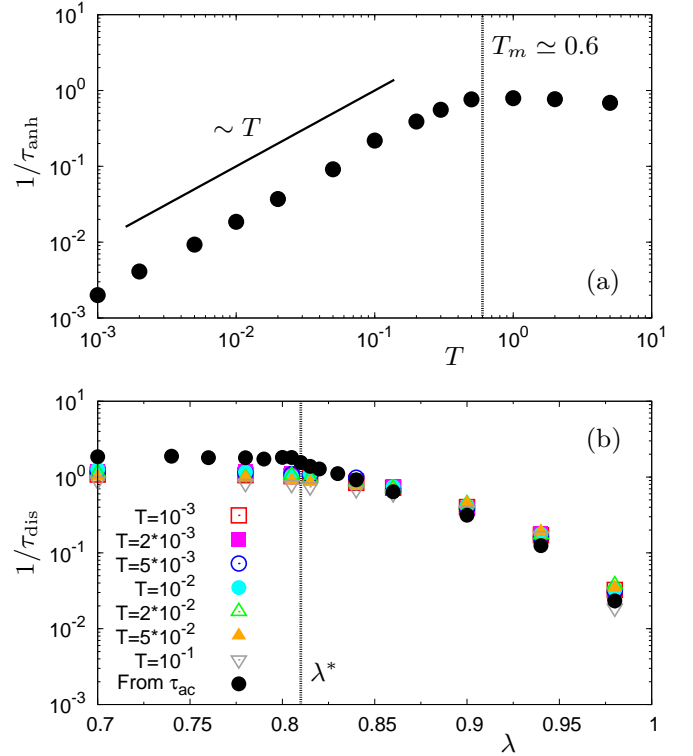 10^1
10^0
10^{-1}
10^{-2}
10^{-3}
1/τ_anh
∼ T
T_m ≃ 0.6
(a)
10^{-3} 10^{-2} 10^{-1} 10^0 10^1
T
10^1
10^0
10^{-1}
10^{-2}
10^{-3}
1/τ_dis
(b)
T=10^{-3}
T=2*10^{-3}
T=5*10^{-3}
T=10^{-2}
T=2*10^{-2}
T=5*10^{-2}
T=10^{-1}
From τ_ac
λ*
0.7 0.75 0.8 0.85 0.9 0.95 1
λ